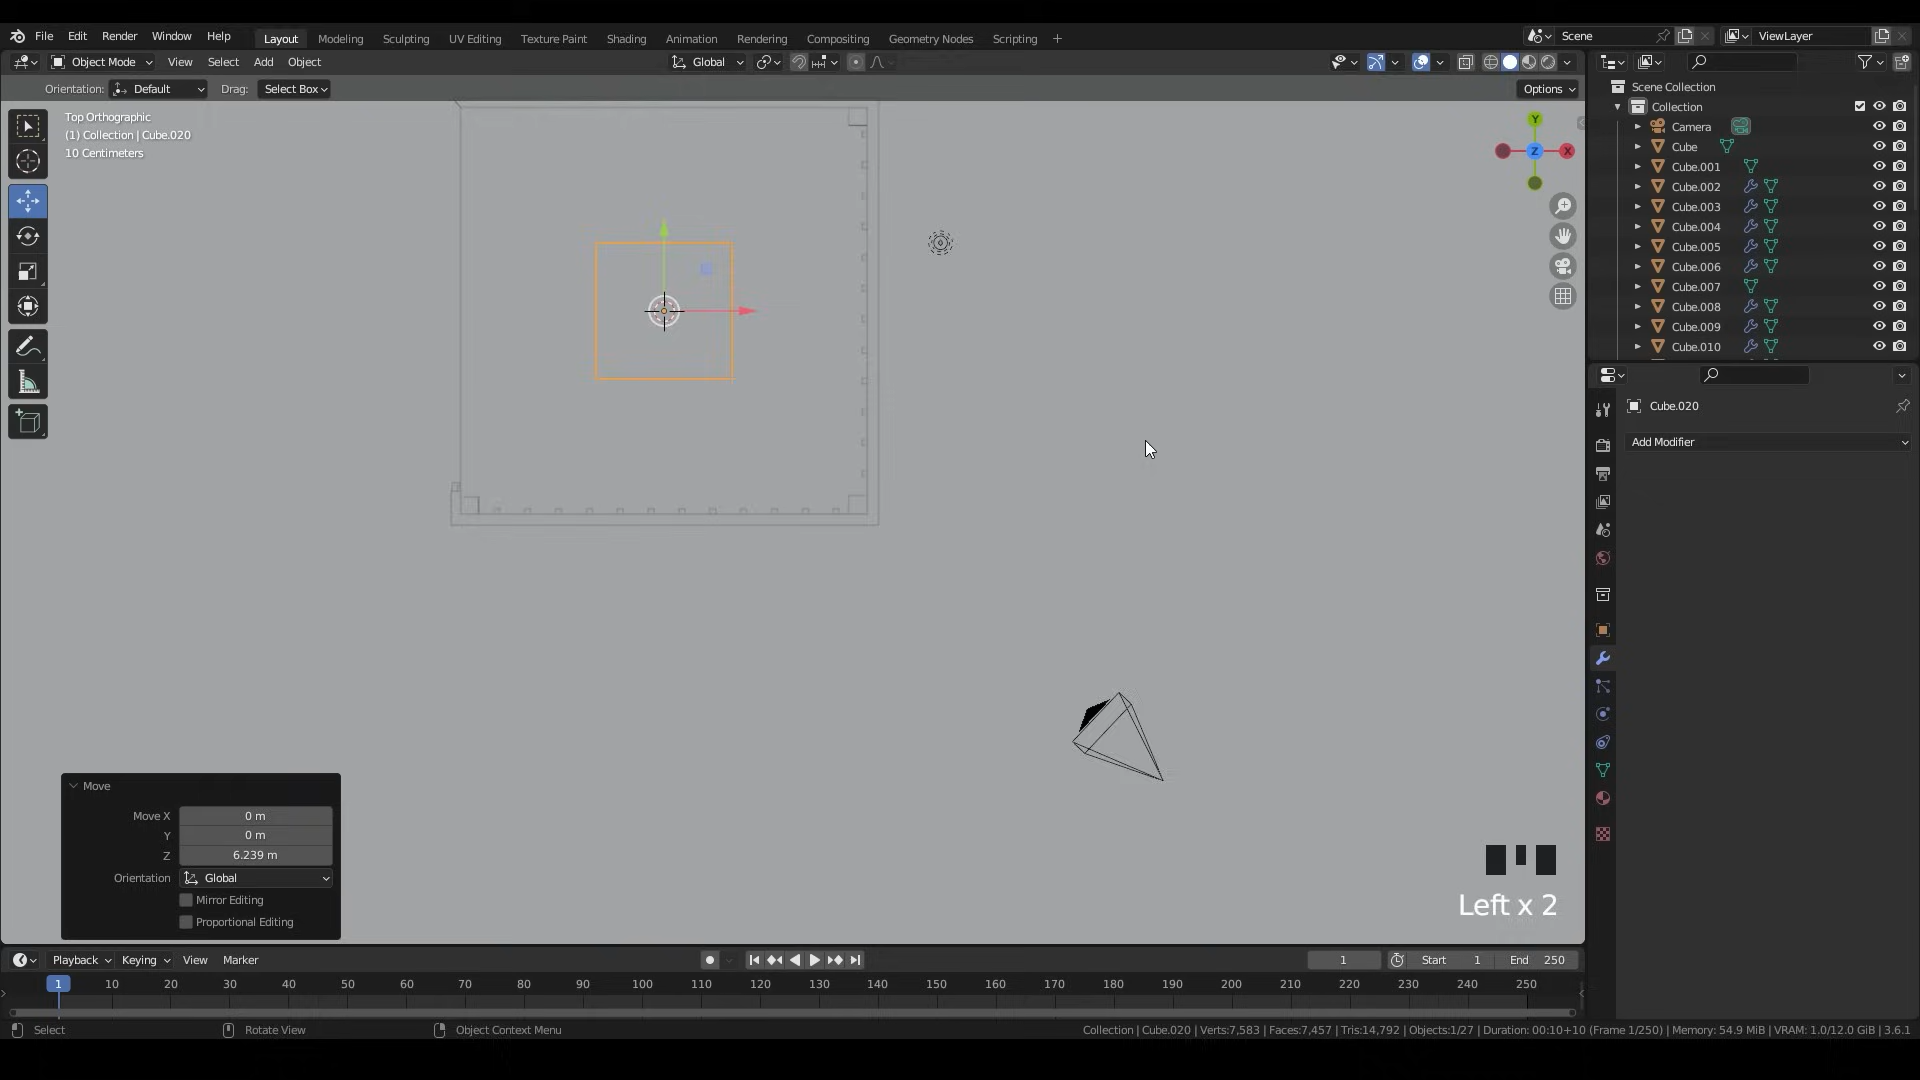 File Edit Render Window Help Layout Modeling Sculpting UV Editing Texture Paint Shading Animation Rendering Compositing Geometry Nodes Scripting + Scene ViewLayer
Object Mode View Select Add Object Global
Orientation: Default Drag: Select Box Options
Top Orthographic
(1) Collection | Cube.020
10 Centimeters
Y
Z
X
Scene Collection
Collection
Camera
Cube
Cube.001
Cube.002
Cube.003
Cube.004
Cube.005
Cube.006
Cube.007
Cube.008
Cube.009
Cube.010
Cube.020
Add Modifier
Move
Move X 0 m
Y 0 m
Z 6.239 m
Orientation Global
Mirror Editing
Proportional Editing
Left x 2
Playback Keying View Marker 1 Start 1 End 250
1 10 20 30 40 50 60 70 80 90 100 110 120 130 140 150 160 170 180 190 200 210 220 230 240 250
Select Rotate View Object Context Menu Collection | Cube.020 | Verts:7,583 | Faces:7,457 | Tris:14,792 | Objects:1/27 | Duration: 00:10+10 (Frame 1/250) | Memory: 54.9 MiB | VRAM: 1.0/12.0 GiB | 3.6.1